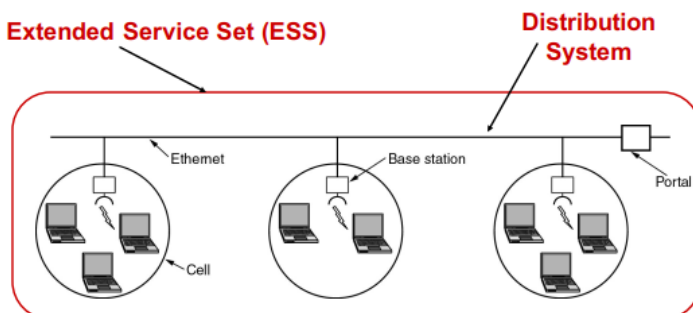 Extended Service Set (ESS)
Distribution
System
Ethernet
Base station
Portal
Cell